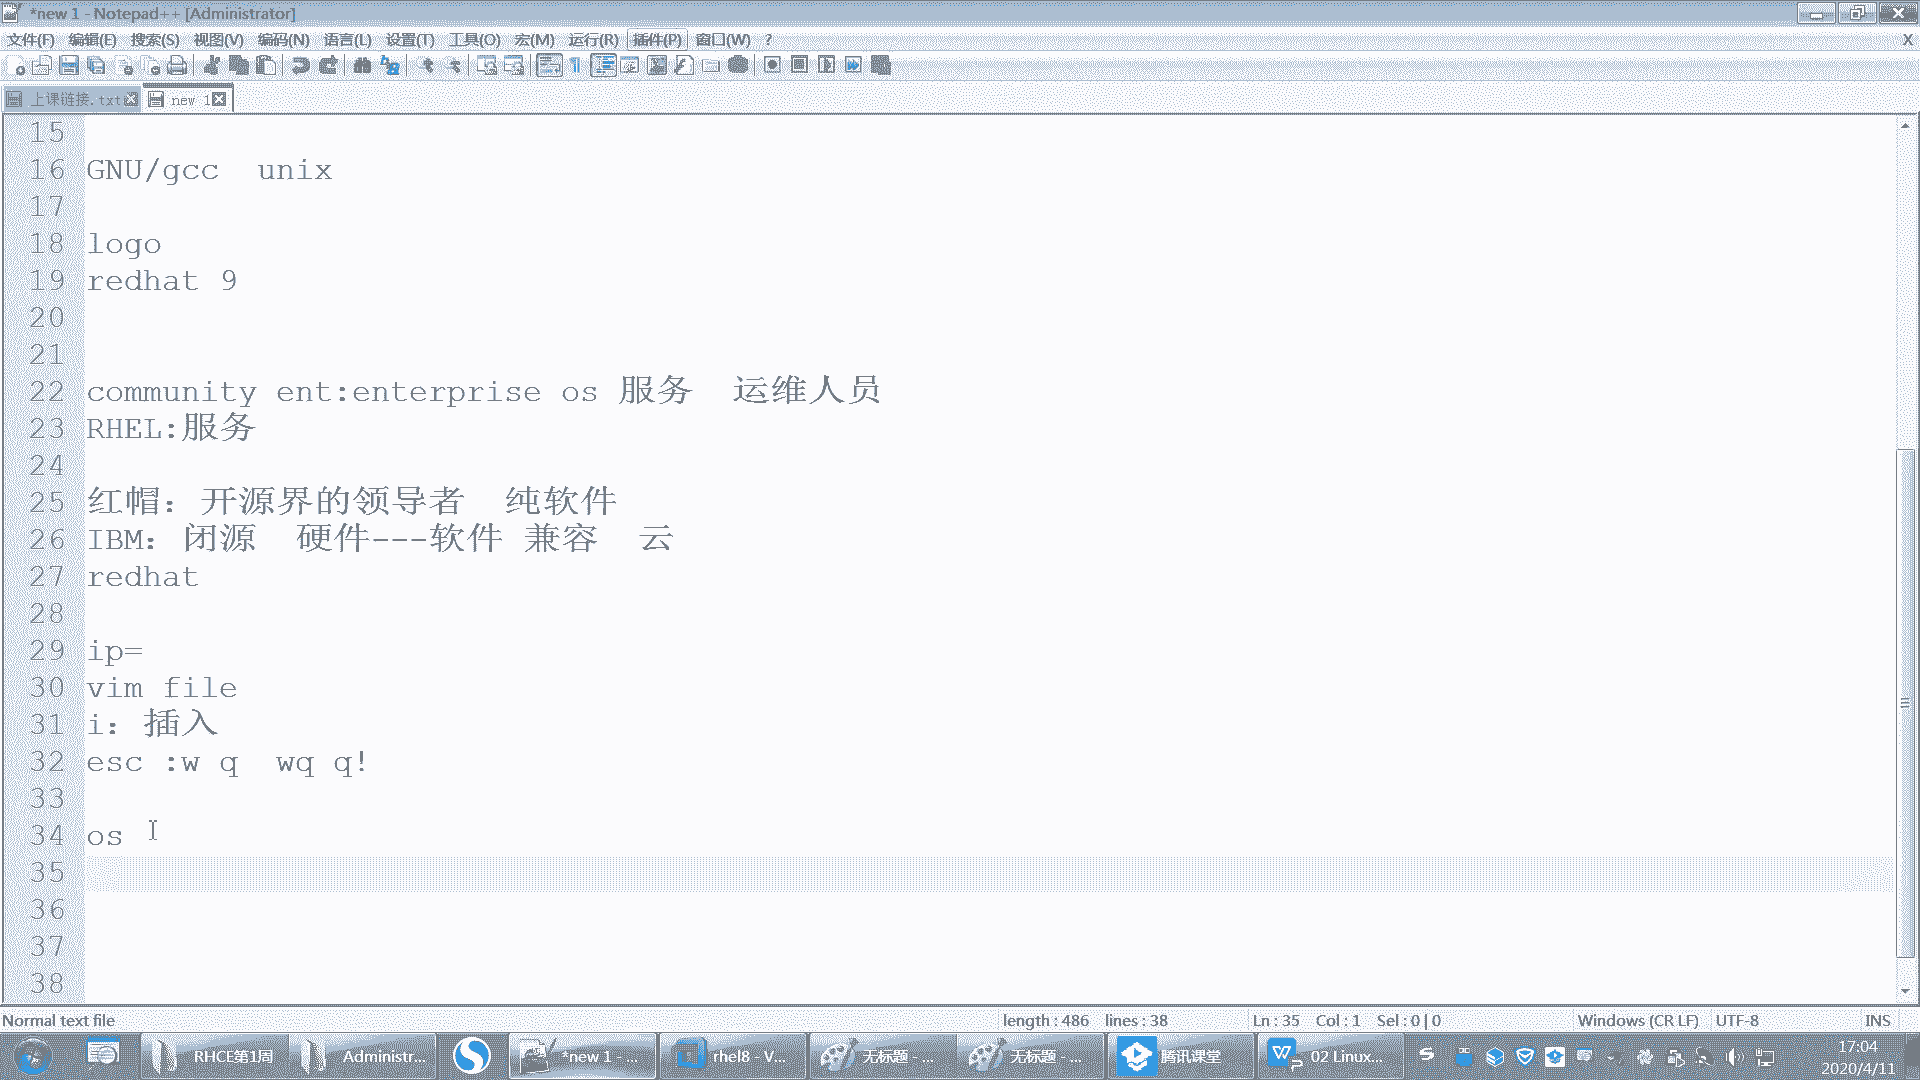 *new 1 - Notepad++ [Administrator]
文件(F) 编辑(E) 搜索(S) 视图(V) 编码(N) 语言(L) 设置(T) 工具(O) 宏(M) 运行(R) 插件(P) 窗口(W) ? X
上课链接.txt new 1
15
16 GNU/gcc  unix
17
18 logo
19 redhat 9
20
21
22 community ent:enterprise os 服务  运维人员
23 RHEL:服务
24
25 红帽：开源界的领导者  纯软件
26 IBM：闭源  硬件---软件 兼容  云
27 redhat
28
29 ip=
30 vim file
31 i：插入
32 esc :w q  wq q!
33
34 os
35
36
37
38
Normal text file length : 486 lines : 38 Ln : 35 Col : 1 Sel : 0 | 0 Windows (CR LF) UTF-8 INS
RHCE第1周 Administr... *new 1 - ... rhel8 - V... 无标题 - ... 无标题 - ... 腾讯课堂 02 Linux... 17:04
2020/4/11